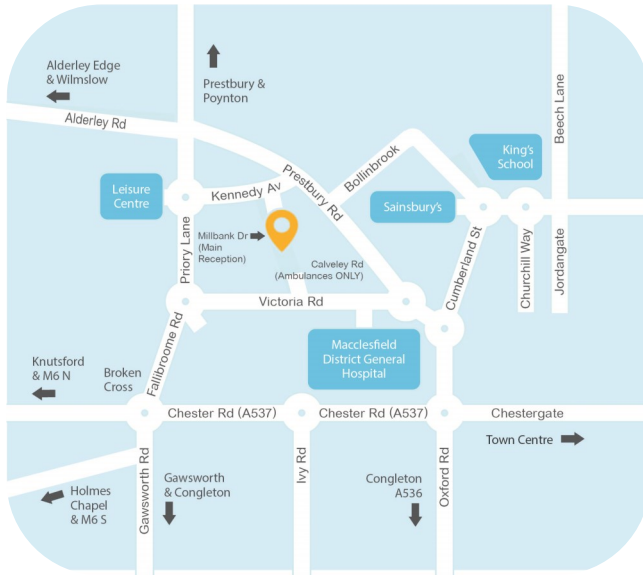 Alderley Edge
& Wilmslow
Prestbury &
Poynton
Beech Lane
Alderley Rd
King's
School
Bollinbrook
Prestbury Rd
Leisure
Centre
Kennedy Av
Sainsbury's
Millbank Dr
(Main
Reception)
Priory Lane
Calveley Rd
(Ambulances ONLY)
Cumberland St
Churchill Way
Jordangate
Victoria Rd
Macclesfield
District General
Hospital
Fallibroome Rd
Knutsford
& M6 N
Broken
Cross
Chester Rd (A537)
Chester Rd (A537)
Chestergate
Town Centre
Gawsworth Rd
Ivy Rd
Oxford Rd
Gawsworth
& Congleton
Congleton
A536
Holmes
Chapel
& M6 S